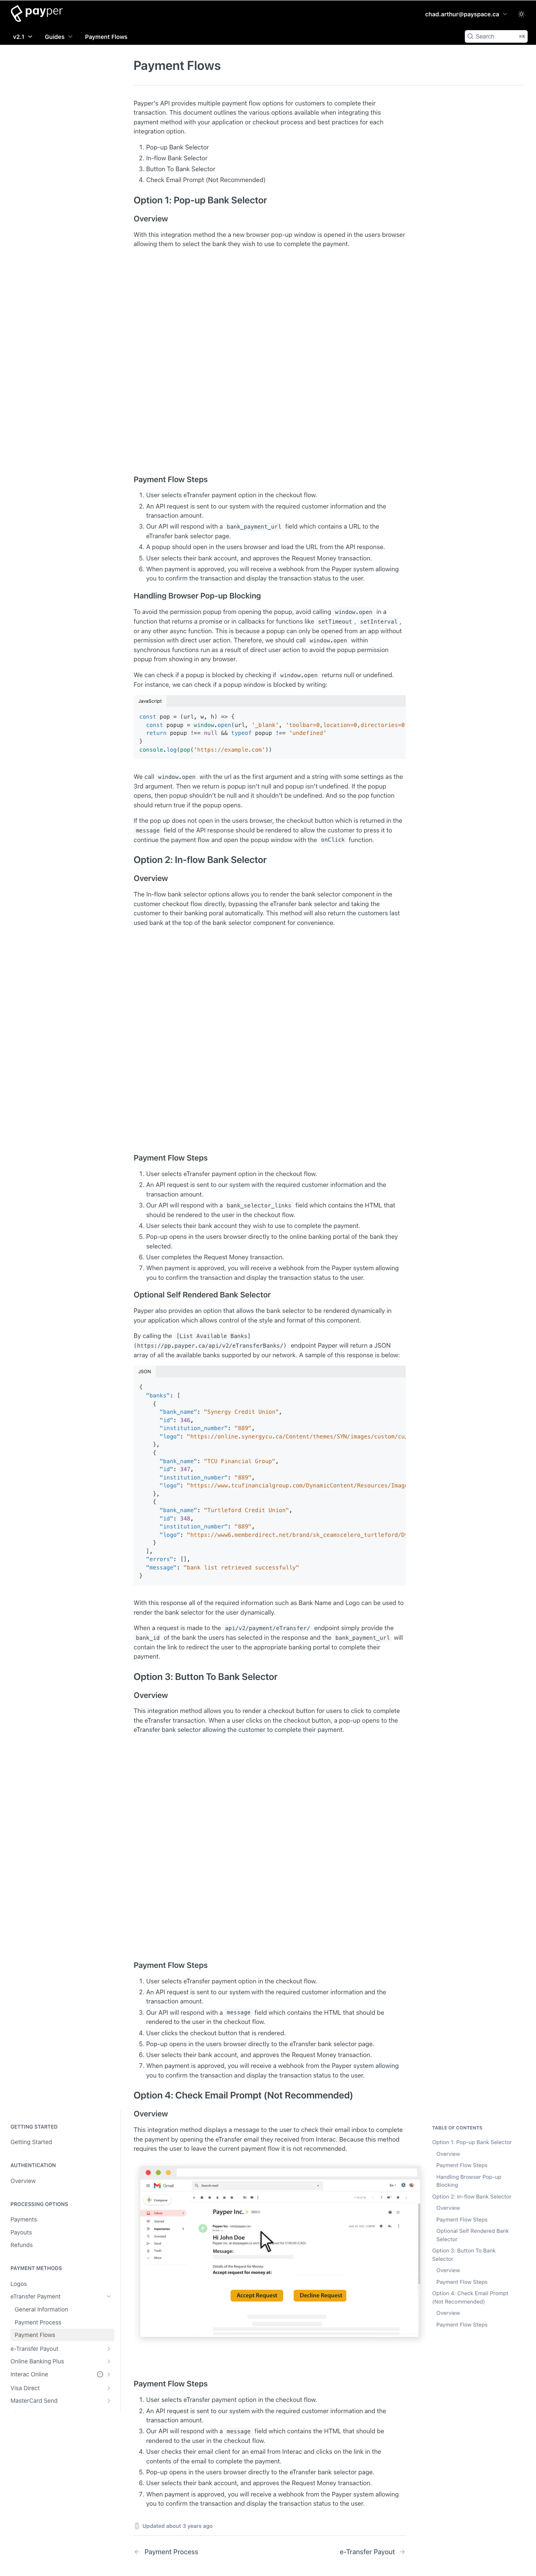 payper
chad.arthur@payspace.ca
v2.1
Guides
Payment Flows
Search
⌘K
Payment Flows
Payper's API provides multiple payment flow options for customers to complete their
transaction. This document outlines the various options available when integrating this
payment method with your application or checkout process and best practices for each
integration option.
1. Pop-up Bank Selector
2. In-flow Bank Selector
3. Button To Bank Selector
4. Check Email Prompt (Not Recommended)
Option 1: Pop-up Bank Selector
Overview
With this integration method the a new browser pop-up window is opened in the users browser
allowing them to select the bank they wish to use to complete the payment.
Payment Flow Steps
1. User selects eTransfer payment option in the checkout flow.
2. An API request is sent to our system with the required customer information and the
transaction amount.
3. Our API will respond with a bank_payment_url field which contains a URL to the
eTransfer bank selector page.
4. A popup should open in the users browser and load the URL from the API response.
5. User selects their bank account, and approves the Request Money transaction.
6. When payment is approved, you will receive a webhook from the Payper system allowing
you to confirm the transaction and display the transaction status to the user.
Handling Browser Pop-up Blocking
To avoid the permission popup from opening the popup, avoid calling window.open in a
function that returns a promise or in callbacks for functions like setTimeout, setInterval,
or any other async function. This is because a popup can only be opened from an app without
permission with direct user action. Therefore, we should call window.open within
synchronous functions run as a result of direct user action to avoid the popup permission
popup from showing in any browser.
We can check if a popup is blocked by checking if window.open returns null or undefined.
For instance, we can check if a popup window is blocked by writing:
JavaScript
const pop = (url, w, h) => {
const popup = window.open(url, '_blank', 'toolbar=0,location=0,directories=0
return popup !== null && typeof popup !== 'undefined'
}
console.log(pop('https://example.com'))
We call window.open with the url as the first argument and a string with some settings as the
3rd argument. Then we return is popup isn't null and popup isn't undefined. If the popup
opens, then popup shouldn't be null and it shouldn't be undefined. And so the pop function
should return true if the popup opens.
If the pop up does not open in the users browser, the checkout button which is returned in the
message field of the API response should be rendered to allow the customer to press it to
continue the payment flow and open the popup window with the onClick function.
Option 2: In-flow Bank Selector
Overview
The In-flow bank selector options allows you to render the bank selector component in the
customer checkout flow directly, bypassing the eTransfer bank selector and taking the
customer to their banking portal automatically. This method will also return the customers last
used bank at the top of the bank selector component for convenience.
Payment Flow Steps
1. User selects eTransfer payment option in the checkout flow.
2. An API request is sent to our system with the required customer information and the
transaction amount.
3. Our API will respond with a bank_selector_links field which contains the HTML that
should be rendered to the user in the checkout flow.
4. User selects their bank account they wish to use to complete the payment.
5. Pop-up opens in the users browser directly to the online banking portal of the bank they
selected.
6. User completes the Request Money transaction.
7. When payment is approved, you will receive a webhook from the Payper system allowing
you to confirm the transaction and display the transaction status to the user.
Optional Self Rendered Bank Selector
Payper also provides an option that allows the bank selector to be rendered dynamically in
your application which allows control of the style and format of this component.
By calling the [List Available Banks]
(https://pp.payper.ca/api/v2/eTransferBanks/) endpoint Payper will return a JSON
array of all the available banks supported by our network. A sample of this response is below:
JSON
{
"banks": [
{
"bank_name": "Synergy Credit Union",
"id": 346,
"institution_number": "889",
"logo": "https://online.synergycu.ca/Content/themes/SYN/images/custom/cu
},
{
"bank_name": "TCU Financial Group",
"id": 347,
"institution_number": "889",
"logo": "https://www.tcufinancialgroup.com/DynamicContent/Resources/Imag
},
{
"bank_name": "Turtleford Credit Union",
"id": 348,
"institution_number": "889",
"logo": "https://www6.memberdirect.net/brand/sk_ceamscelero_turtleford/D
}
],
"errors": [],
"message": "bank list retrieved successfully"
}
With this response all of the required information such as Bank Name and Logo can be used to
render the bank selector for the user dynamically.
When a request is made to the api/v2/payment/eTransfer/ endpoint simply provide the
bank_id of the bank the users has selected in the response and the bank_payment_url will
contain the link to redirect the user to the appropriate banking portal to complete their
payment.
Option 3: Button To Bank Selector
Overview
This integration method allows you to render a checkout button for users to click to complete
the eTransfer transaction. When a user clicks on the checkout button, a pop-up opens to the
eTransfer bank selector allowing the customer to complete their payment.
Payment Flow Steps
1. User selects eTransfer payment option in the checkout flow.
2. An API request is sent to our system with the required customer information and the
transaction amount.
3. Our API will respond with a message field which contains the HTML that should be
rendered to the user in the checkout flow.
4. User clicks the checkout button that is rendered.
5. Pop-up opens in the users browser directly to the eTransfer bank selector page.
6. User selects their bank account, and approves the Request Money transaction.
7. When payment is approved, you will receive a webhook from the Payper system allowing
you to confirm the transaction and display the transaction status to the user.
Option 4: Check Email Prompt (Not Recommended)
Overview
This integration method displays a message to the user to check their email inbox to complete
the payment by opening the eTransfer email they received from Interac. Because this method
requires the user to leave the current payment flow it is not recommended.
Gmail
Search mail
Compose
Inbox
Starred
Snoozed
Important
Sent
Drafts
Spam
Trash
More
Payper Inc.
Hi John Doe
Message:
Details of the Request for Money:
Accept request for money at:
Accept Request
Decline Request
Payment Flow Steps
1. User selects eTransfer payment option in the checkout flow.
2. An API request is sent to our system with the required customer information and the
transaction amount.
3. Our API will respond with a message field which contains the HTML that should be
rendered to the user in the checkout flow.
4. User checks their email client for an email from Interac and clicks on the link in the
contents of the email to complete the payment.
5. Pop-up opens in the users browser directly to the eTransfer bank selector page.
6. User selects their bank account, and approves the Request Money transaction.
7. When payment is approved, you will receive a webhook from the Payper system allowing
you to confirm the transaction and display the transaction status to the user.
Updated about 3 years ago
Payment Process
e-Transfer Payout
GETTING STARTED
Getting Started
AUTHENTICATION
Overview
PROCESSING OPTIONS
Payments
Payouts
Refunds
PAYMENT METHODS
Logos
eTransfer Payment
General Information
Payment Process
Payment Flows
e-Transfer Payout
Online Banking Plus
Interac Online
Visa Direct
MasterCard Send
TABLE OF CONTENTS
Option 1: Pop-up Bank Selector
Overview
Payment Flow Steps
Handling Browser Pop-up
Blocking
Option 2: In-flow Bank Selector
Overview
Payment Flow Steps
Optional Self Rendered Bank
Selector
Option 3: Button To Bank
Selector
Overview
Payment Flow Steps
Option 4: Check Email Prompt
(Not Recommended)
Overview
Payment Flow Steps